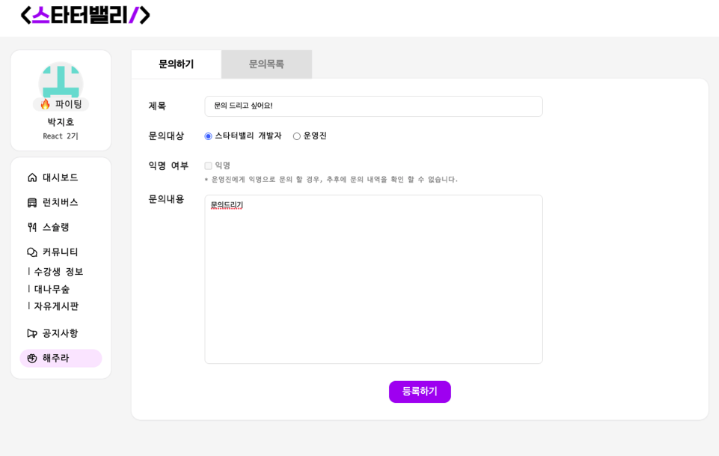 <스타터밸리/>
문의하기
문의목록
🔥 파이팅
박지호
React 2기
대시보드
런치버스
스슐랭
커뮤니티
수강생 정보
대나무숲
자유게시판
공지사항
해주라
제목
문의 드리고 싶어요!
문의대상
스타터밸리 개발자
운영진
익명 여부
익명
* 운영진에게 익명으로 문의 할 경우, 추후에 문의 내역을 확인 할 수 없습니다.
문의내용
문의드리기
등록하기